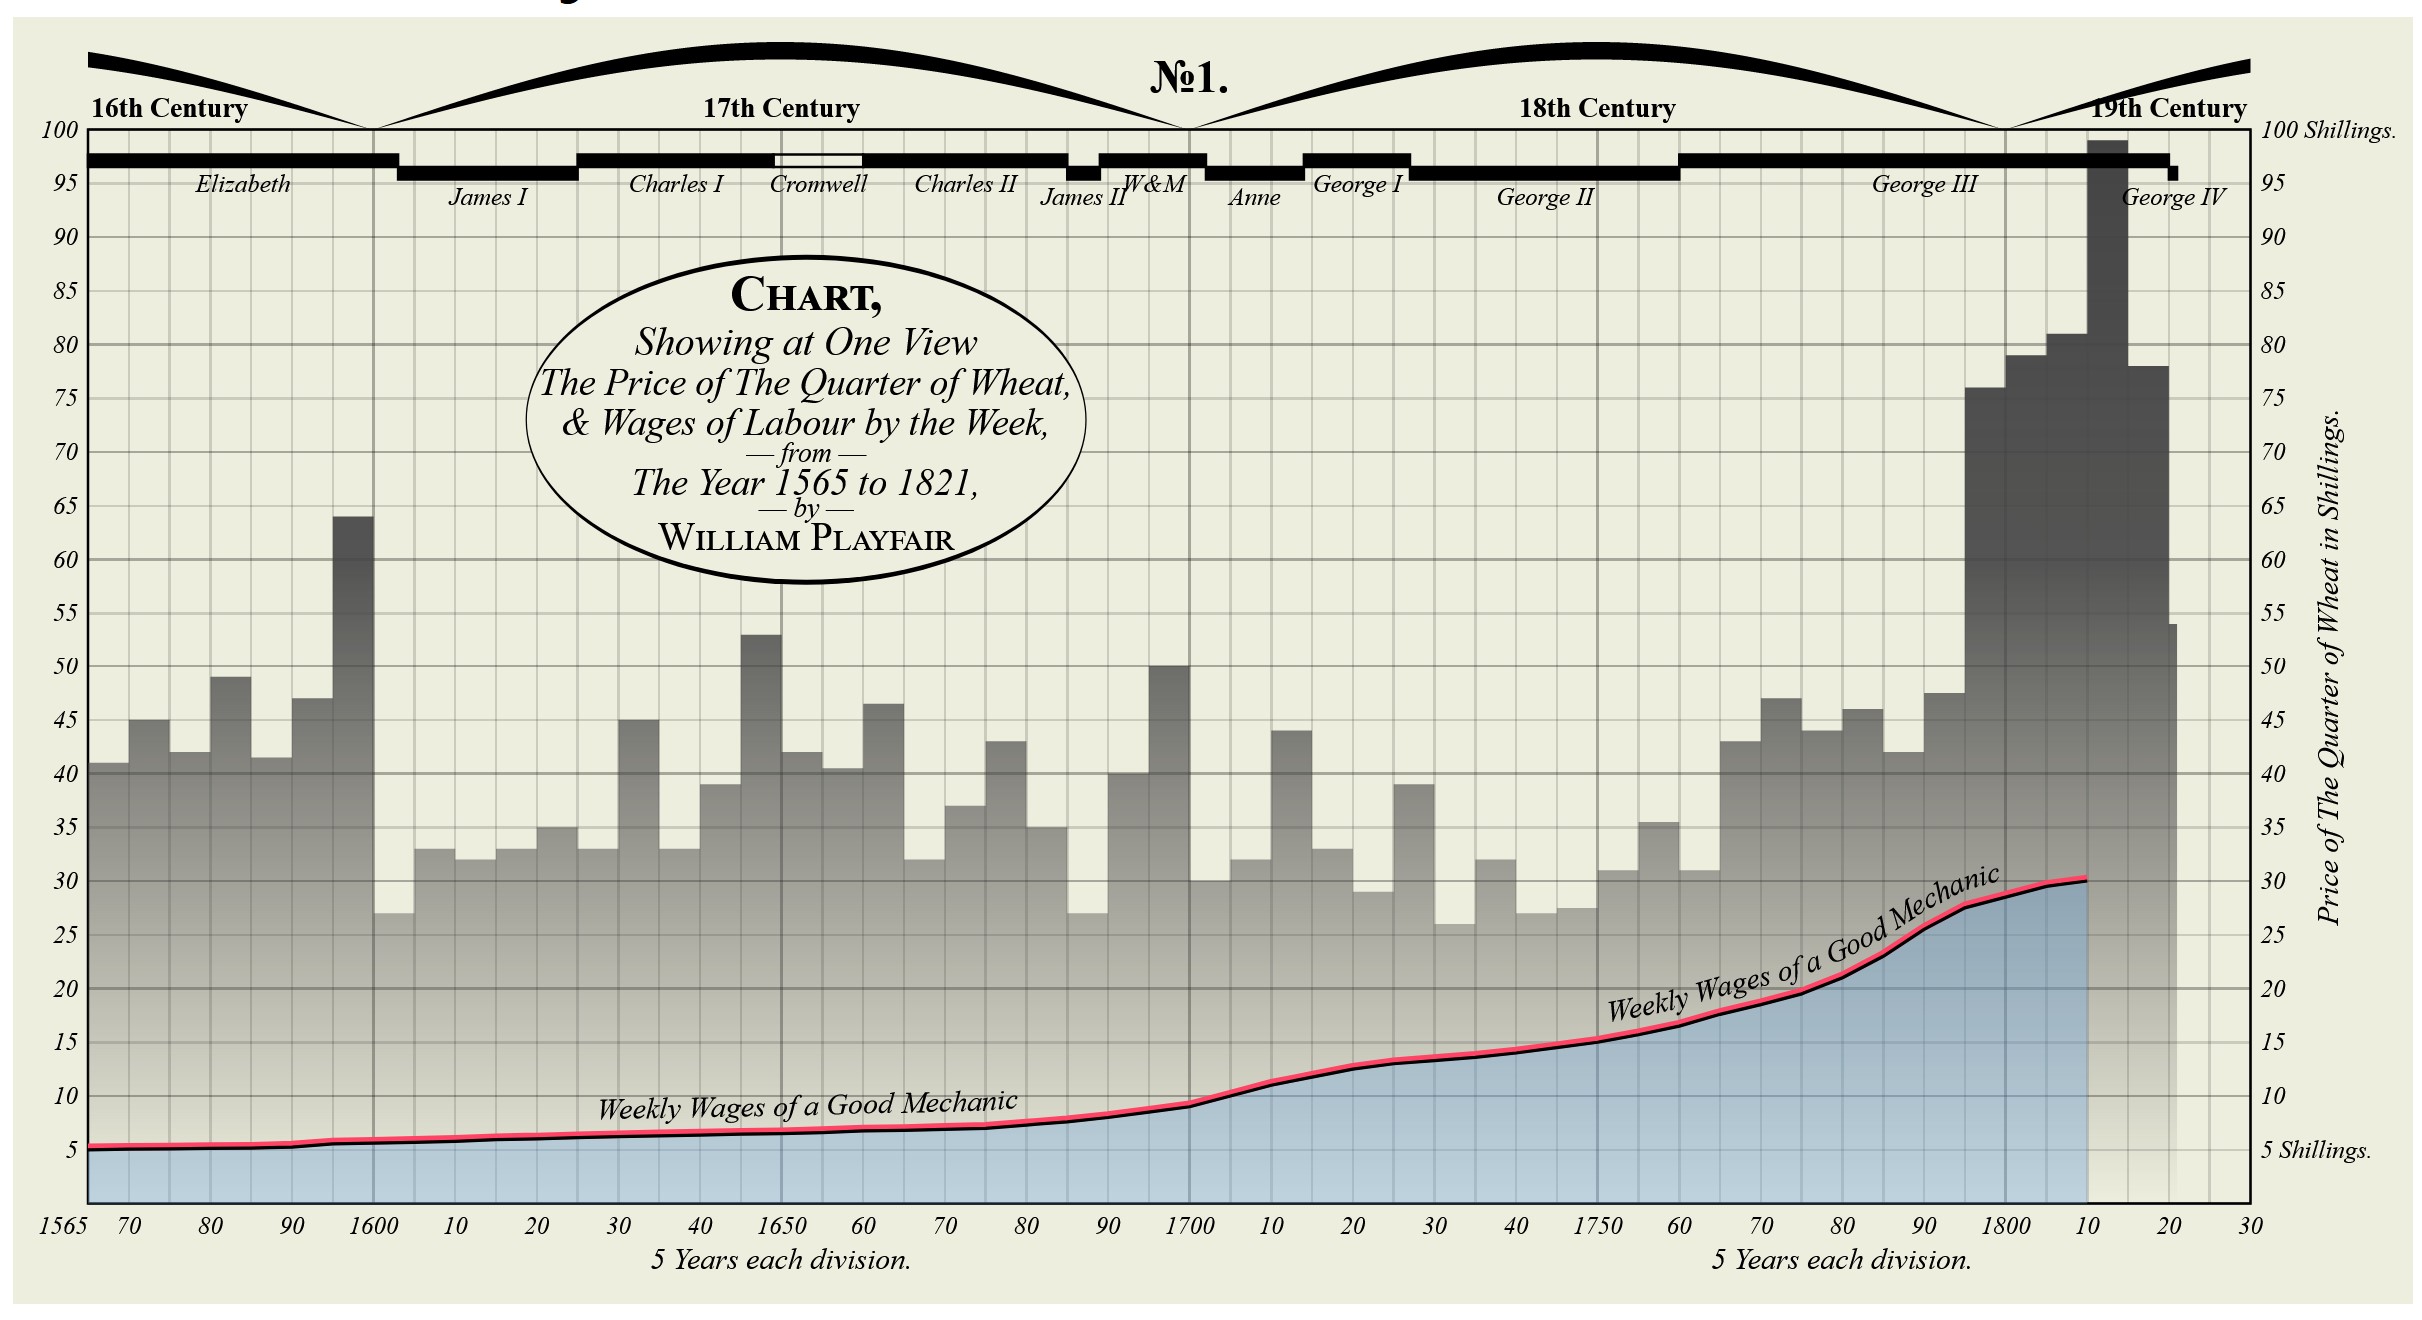 №1.
16th Century 17th Century 18th Century 19th Century
100 100 Shillings.
Elizabeth Charles I Cromwell Charles II W&M George I George III
95 95
James I James II Anne George II George IV
90 90
85 85
80 80
75 75
70 70
65 65
60 60
55 55
50 50
45 45
40 40
35 35
30 30
25 25
20 20
15 15
10 10
5 5 Shillings.
Chart,
Showing at One View
The Price of The Quarter of Wheat,
& Wages of Labour by the Week,
— from —
The Year 1565 to 1821,
— by —
William Playfair
Weekly Wages of a Good Mechanic
Weekly Wages of a Good Mechanic
Price of The Quarter of Wheat in Shillings.
1565 70 80 90 1600 10 20 30 40 1650 60 70 80 90 1700 10 20 30 40 1750 60 70 80 90 1800 10 20 30
5 Years each division. 5 Years each division.